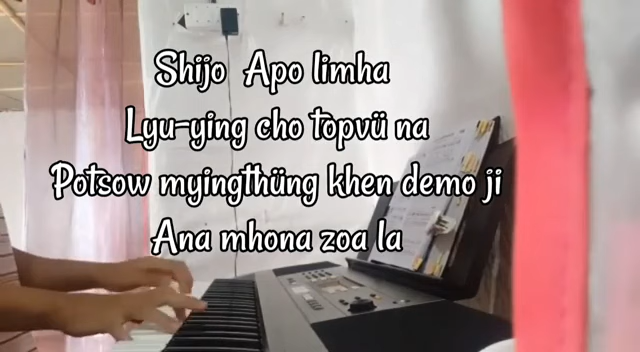 Shijo Apo limha
Lyu-ying cho topvü na
Potsow myingthüng khen demo ji
Ana mhona zoa la